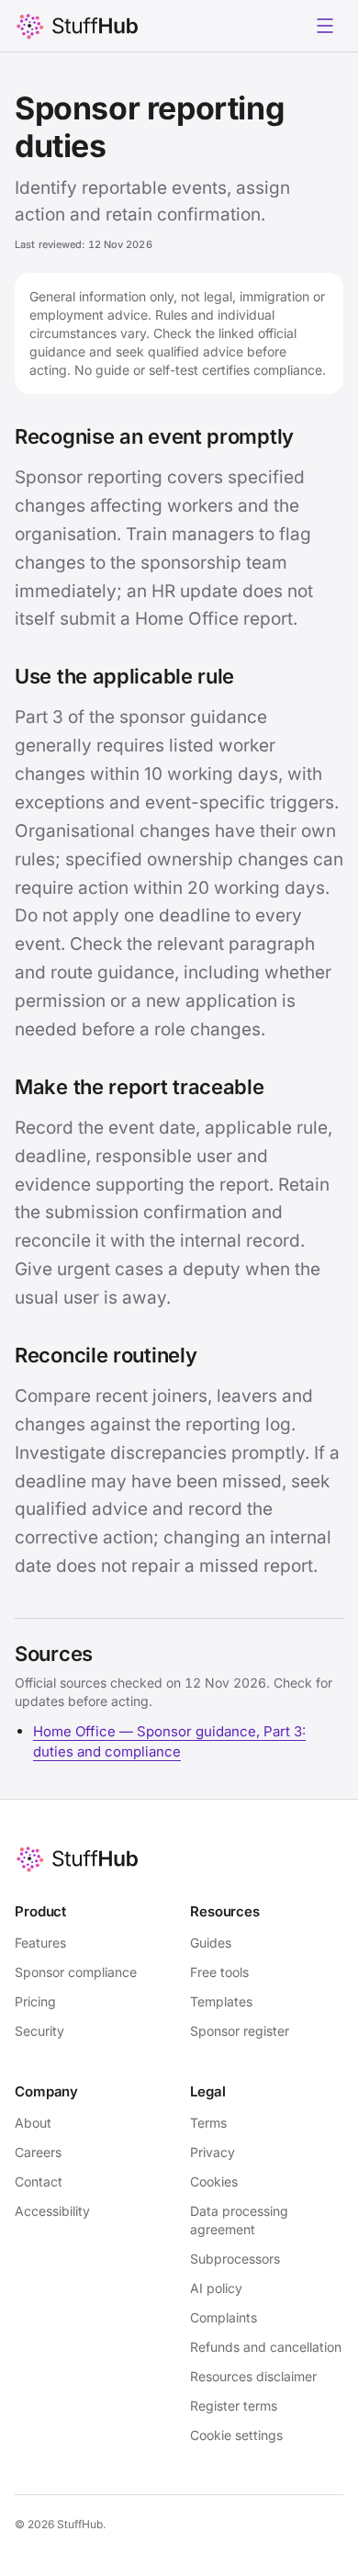 StuffHub
Sponsor reporting
duties
Identify reportable events, assign
action and retain confirmation.
Last reviewed: 12 Nov 2026
General information only, not legal, immigration or
employment advice. Rules and individual
circumstances vary. Check the linked official
guidance and seek qualified advice before
acting. No guide or self-test certifies compliance.
Recognise an event promptly
Sponsor reporting covers specified
changes affecting workers and the
organisation. Train managers to flag
changes to the sponsorship team
immediately; an HR update does not
itself submit a Home Office report.
Use the applicable rule
Part 3 of the sponsor guidance
generally requires listed worker
changes within 10 working days, with
exceptions and event-specific triggers.
Organisational changes have their own
rules; specified ownership changes can
require action within 20 working days.
Do not apply one deadline to every
event. Check the relevant paragraph
and route guidance, including whether
permission or a new application is
needed before a role changes.
Make the report traceable
Record the event date, applicable rule,
deadline, responsible user and
evidence supporting the report. Retain
the submission confirmation and
reconcile it with the internal record.
Give urgent cases a deputy when the
usual user is away.
Reconcile routinely
Compare recent joiners, leavers and
changes against the reporting log.
Investigate discrepancies promptly. If a
deadline may have been missed, seek
qualified advice and record the
corrective action; changing an internal
date does not repair a missed report.
Sources
Official sources checked on 12 Nov 2026. Check for
updates before acting.
Home Office — Sponsor guidance, Part 3:
duties and compliance
StuffHub
Product
Features
Sponsor compliance
Pricing
Security
Resources
Guides
Free tools
Templates
Sponsor register
Company
About
Careers
Contact
Accessibility
Legal
Terms
Privacy
Cookies
Data processing
agreement
Subprocessors
AI policy
Complaints
Refunds and cancellation
Resources disclaimer
Register terms
Cookie settings
© 2026 StuffHub.